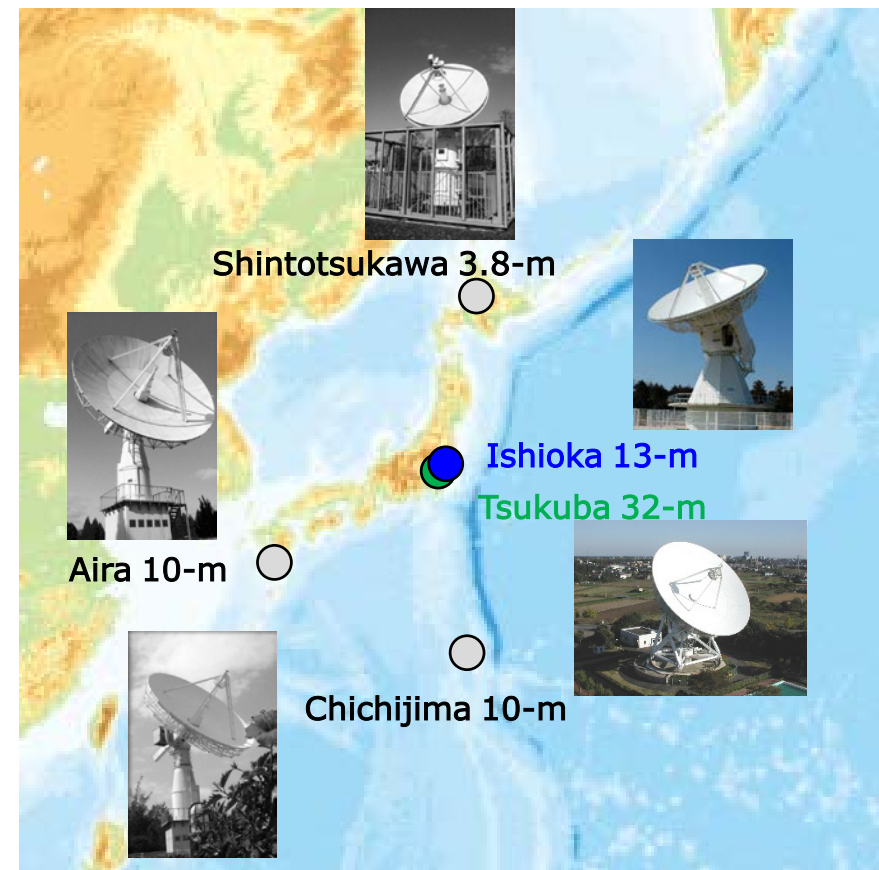 Shintotsukawa 3.8-m
Ishioka 13-m
Tsukuba 32-m
Aira 10-m
Chichijima 10-m